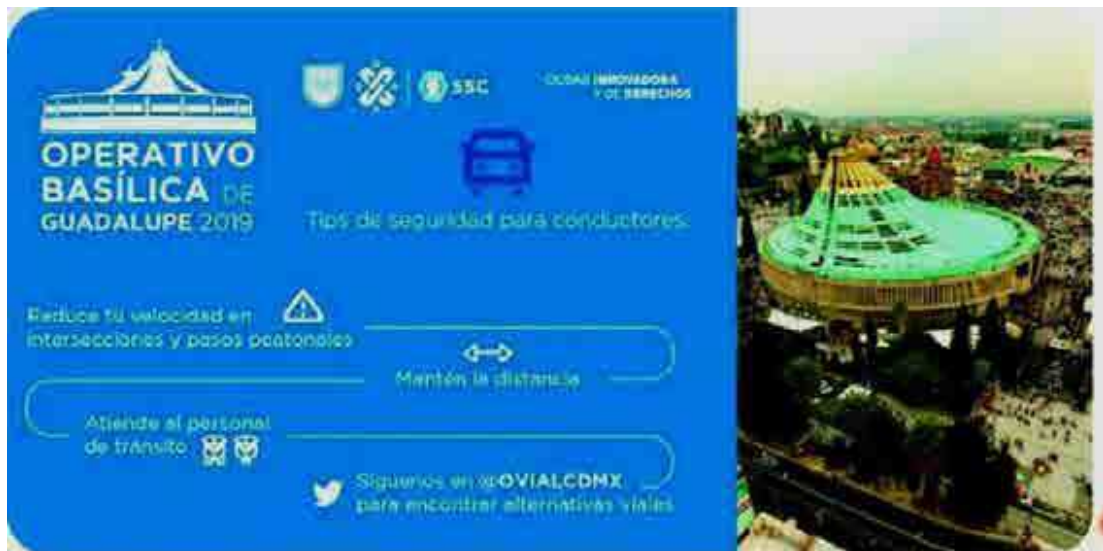 OPERATIVO
BASÍLICA DE
GUADALUPE 2019
SSC
CIUDAD INNOVADORA
Y DE DERECHOS
Tips de seguridad para conductores.
Reduce tu velocidad en
intersecciones y pasos peatonales
Mantén la distancia
Atiende al personal
de tránsito
Síguenos en @OVIALCDMX
para encontrar alternativas viales